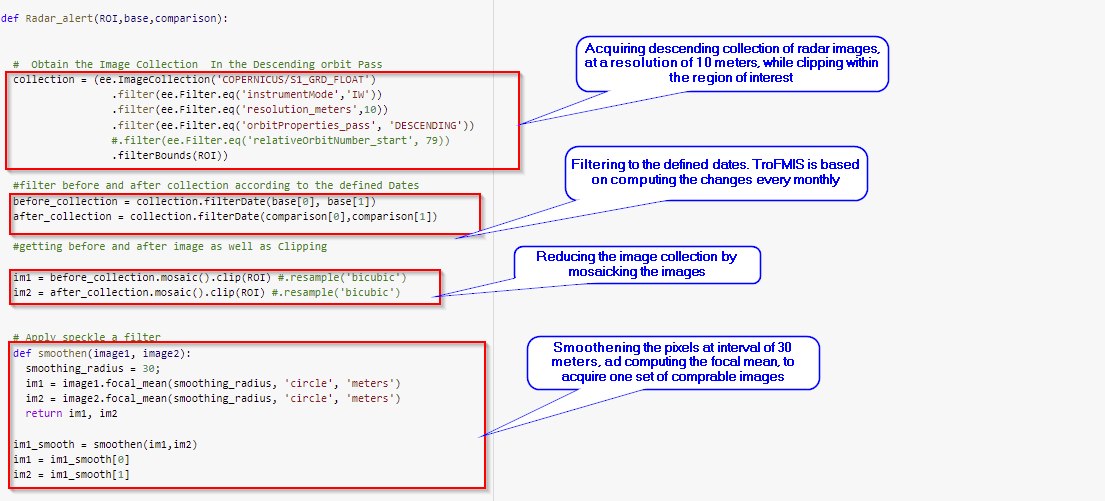 def Radar_alert(ROI,base,comparison):
#  Obtain the Image Collection  In the Descending orbit Pass
collection = (ee.ImageCollection('COPERNICUS/S1_GRD_FLOAT')
.filter(ee.Filter.eq('instrumentMode','IW'))
.filter(ee.Filter.eq('resolution_meters',10))
.filter(ee.Filter.eq('orbitProperties_pass', 'DESCENDING'))
#.filter(ee.Filter.eq('relativeOrbitNumber_start', 79))
.filterBounds(ROI))
Acquiring descending collection of radar images,
at a resolution of 10 meters, while clipping within
the region of interest
#filter before and after collection according to the defined Dates
before_collection = collection.filterDate(base[0], base[1])
after_collection = collection.filterDate(comparison[0],comparison[1])
Filtering to the defined dates. TroFMIS is based
on computing the changes every monthly
#getting before and after image as well as Clipping
im1 = before_collection.mosaic().clip(ROI) #.resample('bicubic')
im2 = after_collection.mosaic().clip(ROI) #.resample('bicubic')
Reducing the image collection by
mosaicking the images
# Apply speckle a filter
def smoothen(image1, image2):
smoothing_radius = 30;
im1 = image1.focal_mean(smoothing_radius, 'circle', 'meters')
im2 = image2.focal_mean(smoothing_radius, 'circle', 'meters')
return im1, im2
im1_smooth = smoothen(im1,im2)
im1 = im1_smooth[0]
im2 = im1_smooth[1]
Smoothening the pixels at interval of 30
meters, ad computing the focal mean, to
acquire one set of comprable images